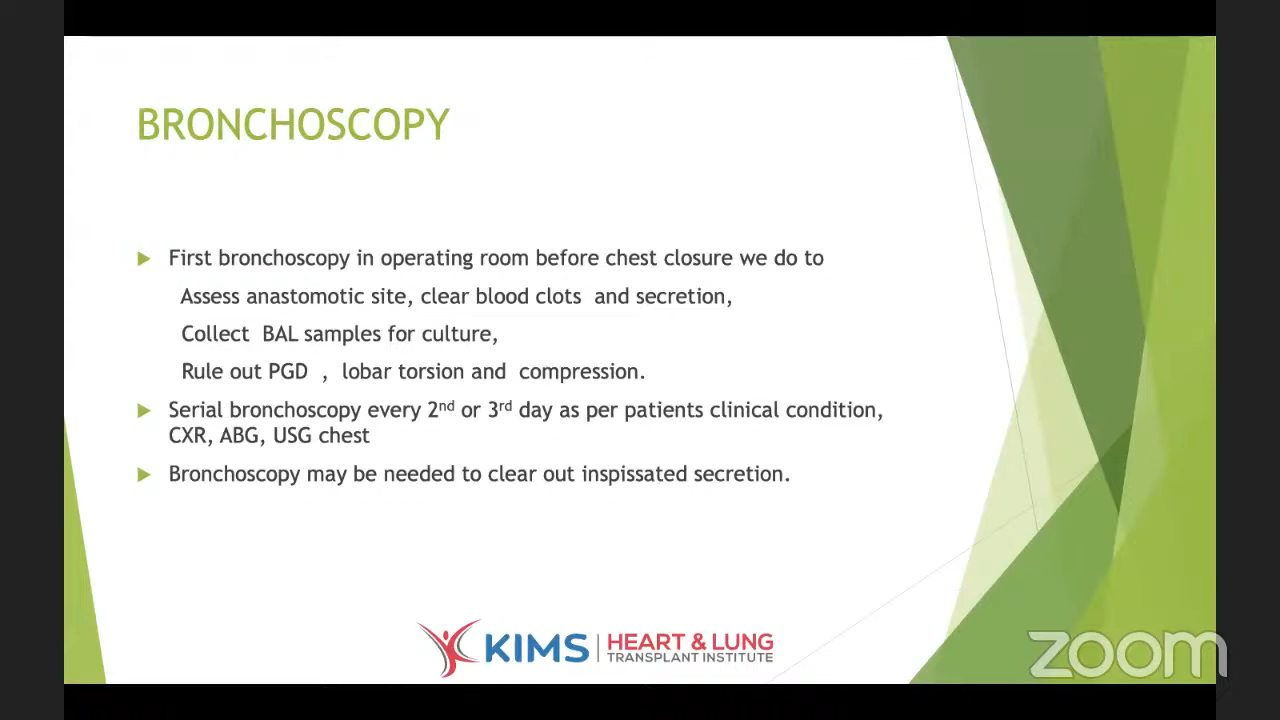 BRONCHOSCOPY
First bronchoscopy in operating room before chest closure we do to
Assess anastomotic site, clear blood clots and secretion,
Collect BAL samples for culture,
Rule out PGD , lobar torsion and compression.
Serial bronchoscopy every 2nd or 3rd day as per patients clinical condition,
CXR, ABG, USG chest
Bronchoscopy may be needed to clear out inspissated secretion.
KIMS HEART & LUNG
TRANSPLANT INSTITUTE
zoom